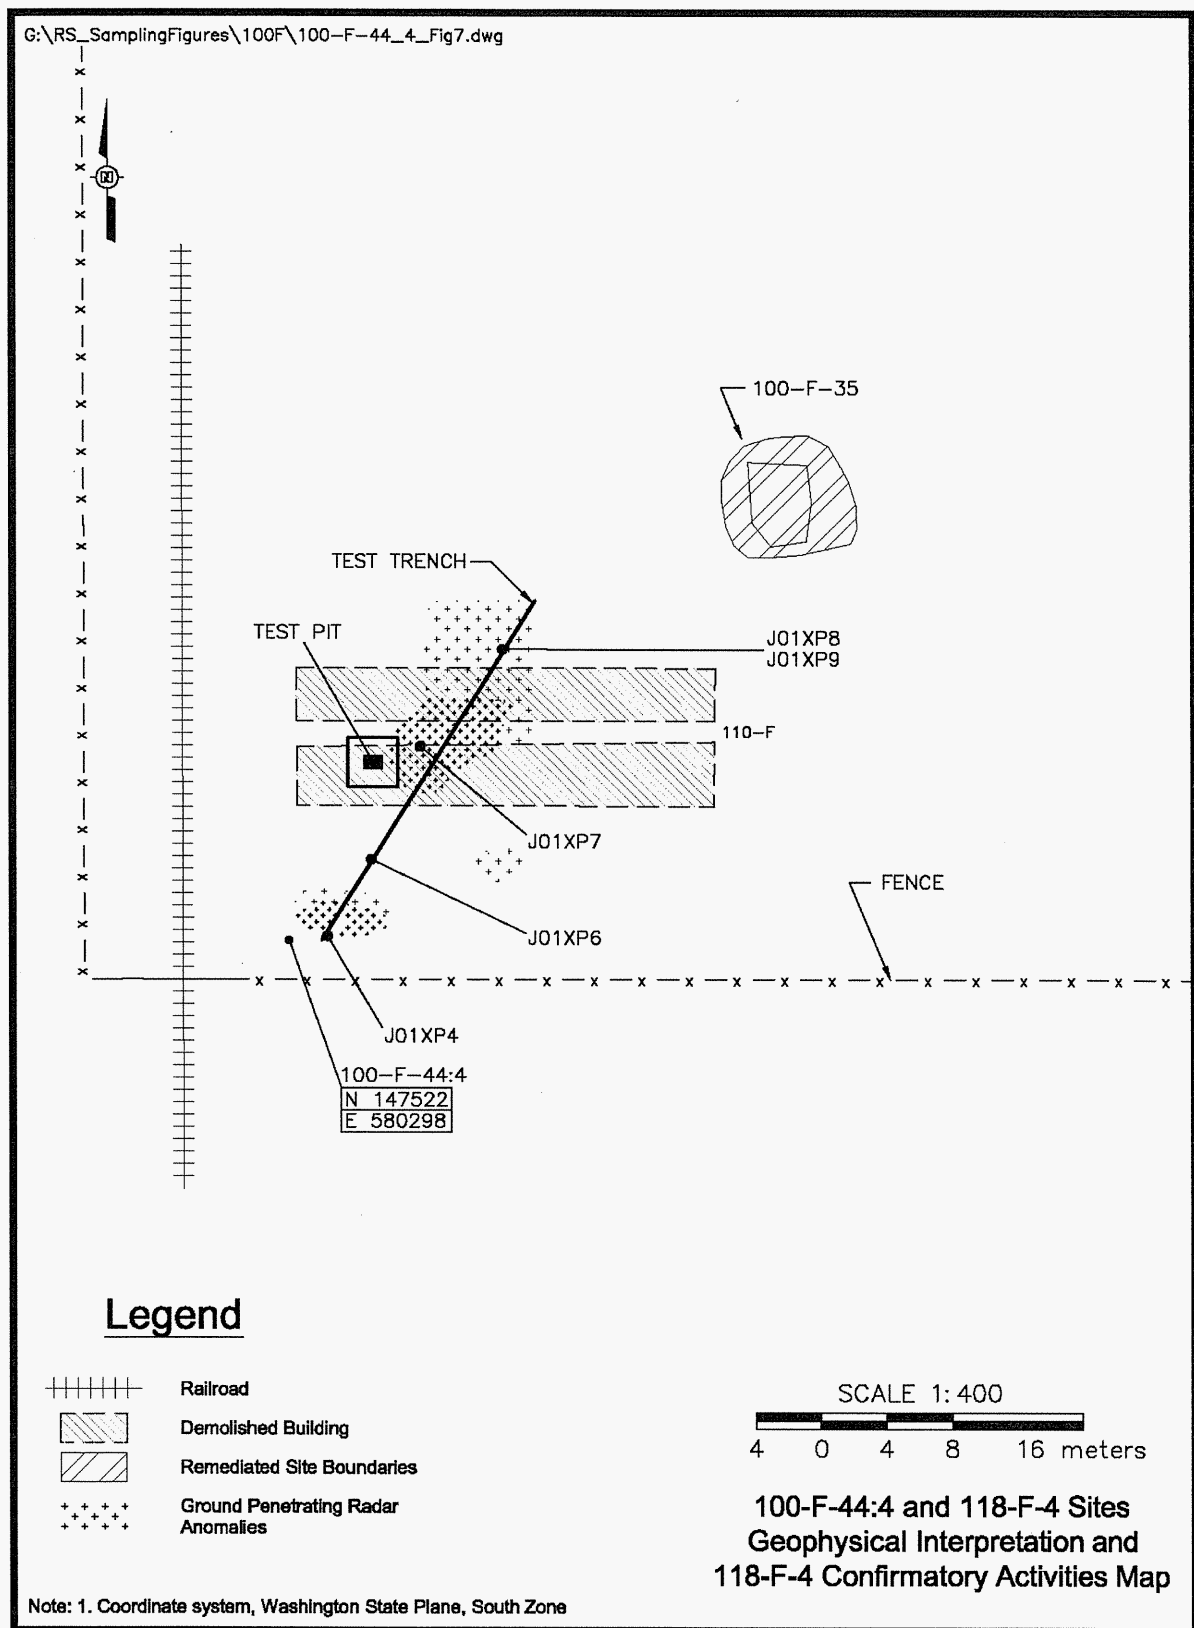 G:\RS_SamplingFigures\100F\100-F-44_4_Fig7.dwg
N
100-F-35
TEST TRENCH
TEST PIT
J01XP8
J01XP9
110-F
J01XP7
FENCE
J01XP6
J01XP4
100-F-44:4
N 147522
E 580298
Legend
Railroad
Demolished Building
Remediated Site Boundaries
Ground Penetrating Radar
Anomalies
SCALE 1:400
4 0 4 8 16 meters
100-F-44:4 and 118-F-4 Sites
Geophysical Interpretation and
118-F-4 Confirmatory Activities Map
Note: 1. Coordinate system, Washington State Plane, South Zone